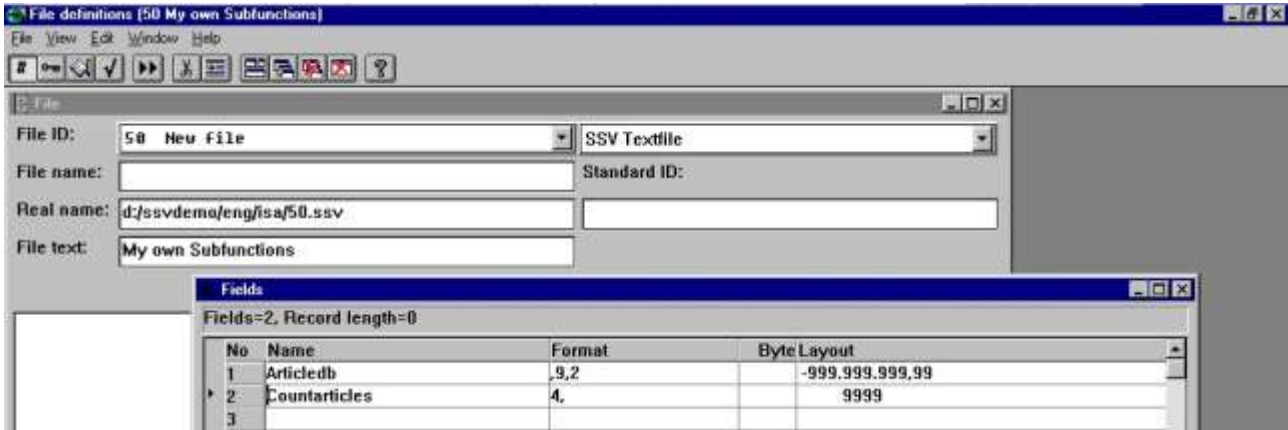 File definitions (50 My own Subfunctions)
File View Edit Window Help
# ?
File
File ID: 50 New file SSV Textfile
File name: Standard ID:
Real name: d:/ssvdemo/eng/isa/50.ssv
File text: My own Subfunctions
Fields
Fields=2, Record length=0
No Name Format Byte Layout
1 Articledb ,9,2 -999.999.999,99
2 Countarticles 4, 9999
3